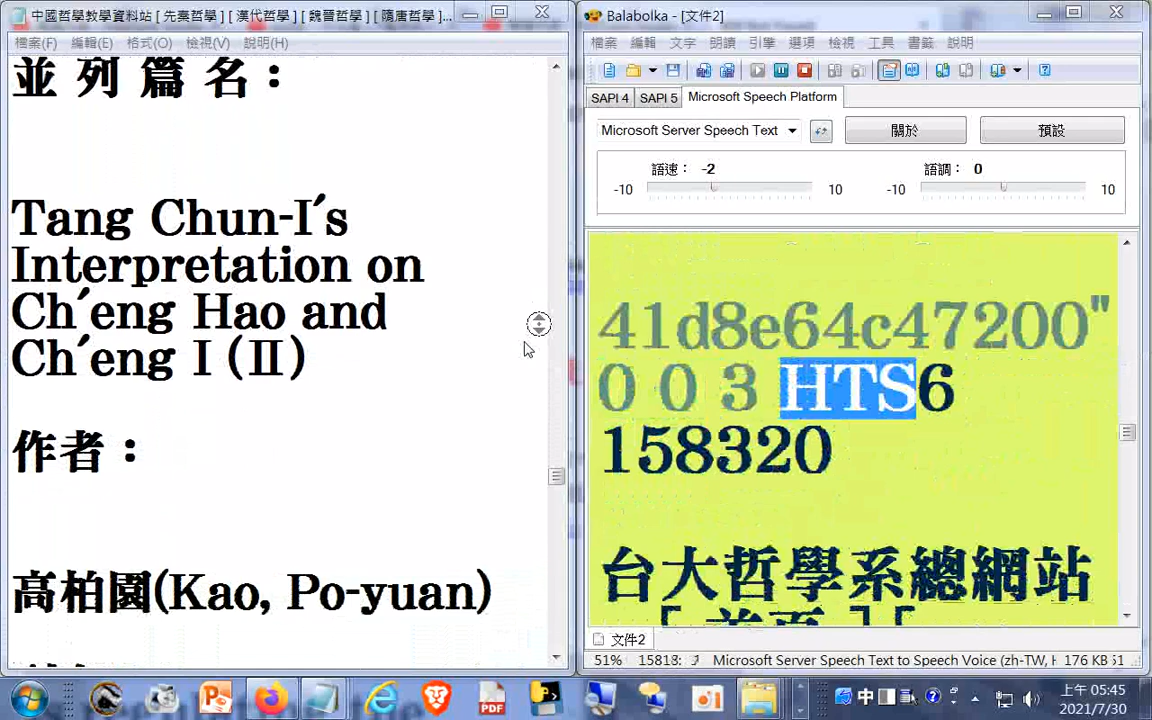 中國哲學教學資料站 [ 先秦哲學 ] [ 漢代哲學 ] [ 魏晉哲學 ] [ 隋唐哲學 ]...
檔案(F) 編輯(E) 格式(O) 檢視(V) 說明(H)
並 列 篇 名：
Tang Chun-I's
Interpretation on
Ch'eng Hao and
Ch'eng I (Ⅱ)
作者：
高柏園(Kao, Po-yuan)
Balabolka - [文件2]
檔案 編輯 文字 朗讀 引擎 選項 檢視 工具 書籤 說明
SAPI 4 SAPI 5 Microsoft Speech Platform
Microsoft Server Speech Text 關於 預設
語速： -2 語調： 0
-10 10 -10 10
41d8e64c47200"
0 0 3 HTS6
158320
台大哲學系總網站
[ 首頁 ] [
文件2
51% 15818: Microsoft Server Speech Text to Speech Voice (zh-TW, H 176 KB 51
中
上午 05:45
2021/7/30